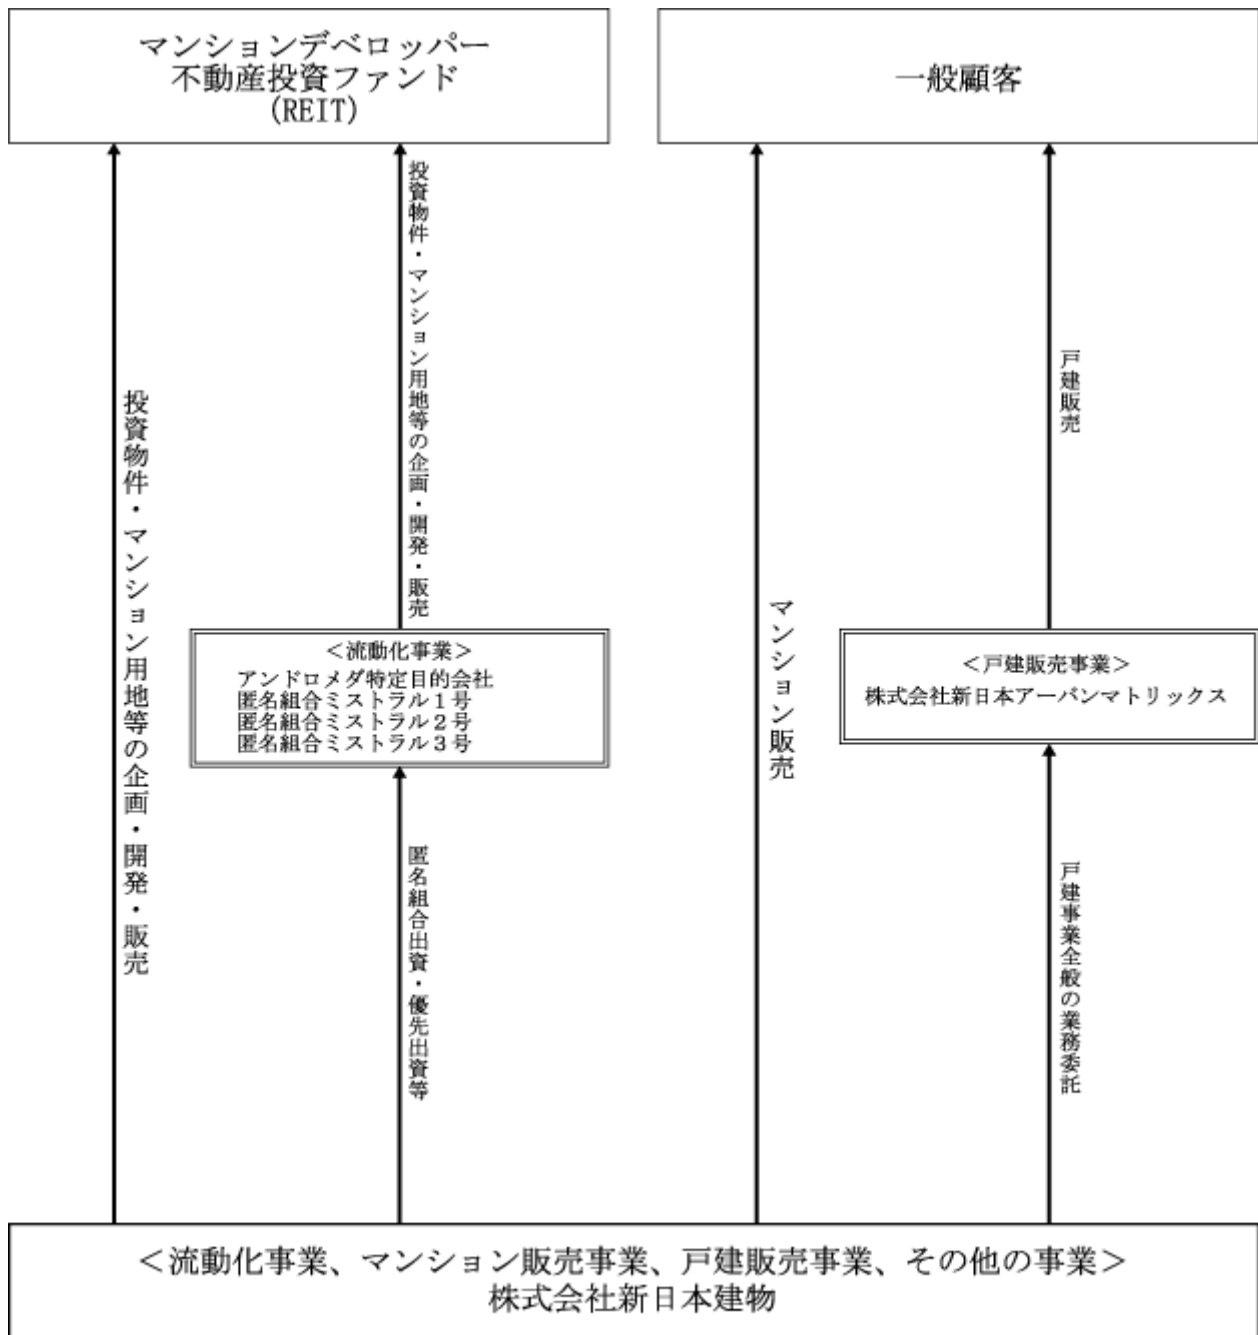 マンションデベロッパー
不動産投資ファンド
(REIT)
一般顧客
投資物件・マンション用地等の企画・開発・販売
投資物件・マンション用地等の企画・開発・販売
マンション販売
戸建販売
＜流動化事業＞
アンドロメダ特定目的会社
匿名組合ミストラル１号
匿名組合ミストラル２号
匿名組合ミストラル３号
＜戸建販売事業＞
株式会社新日本アーバンマトリックス
匿名組合出資・優先出資等
戸建事業全般の業務委託
＜流動化事業、マンション販売事業、戸建販売事業、その他の事業＞
株式会社新日本建物